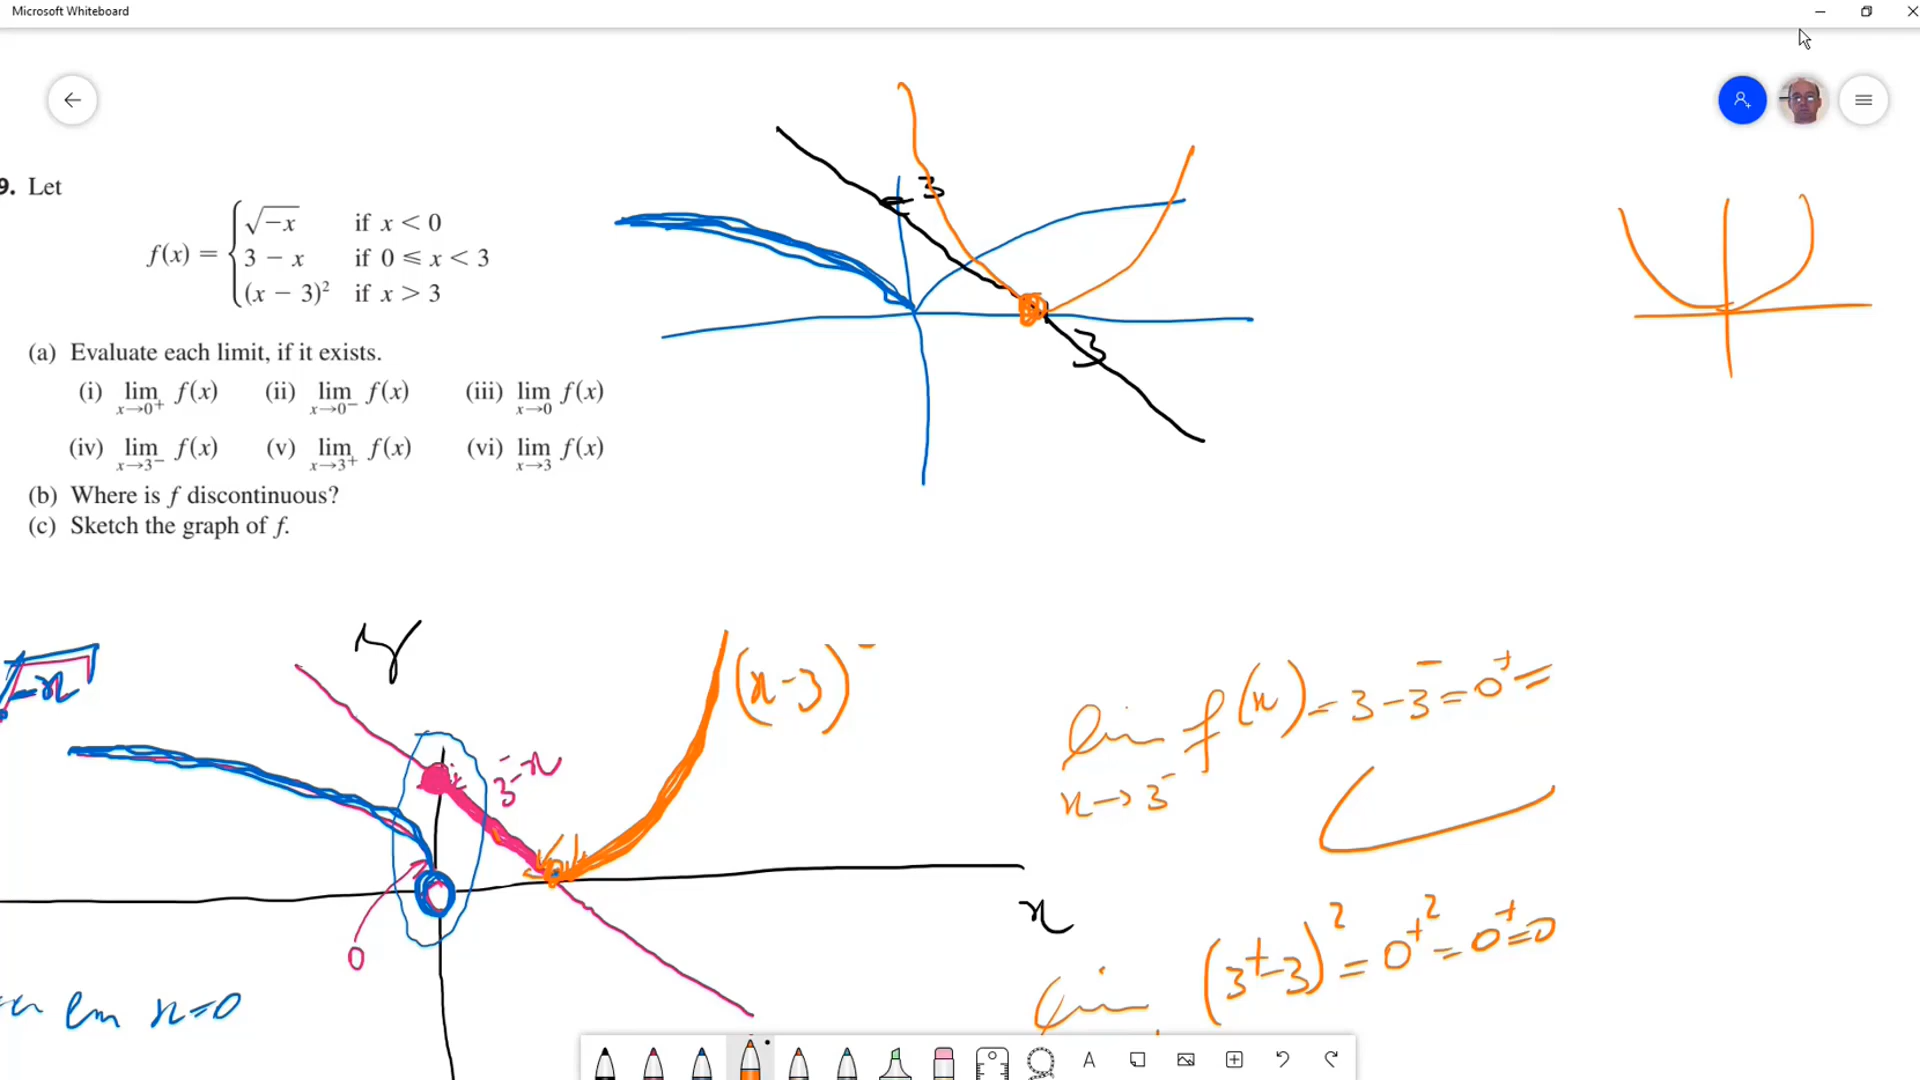 Microsoft Whiteboard
9. Let
f(x) = { √−x if x < 0
3 − x if 0 ⩽ x < 3
(x − 3)² if x > 3
(a) Evaluate each limit, if it exists.
(i) lim x→0⁺ f(x) (ii) lim x→0⁻ f(x) (iii) lim x→0 f(x)
(iv) lim x→3⁻ f(x) (v) lim x→3⁺ f(x) (vi) lim x→3 f(x)
(b) Where is f discontinuous?
(c) Sketch the graph of f.
3
3
y
√−x
(x−3)
3−x
0
x
lim f(x) = 3−3⁻ = 0⁺ =
x→3⁻
lim (3⁺−3)² = 0⁺² = 0⁺ = 0
lim x=0
A